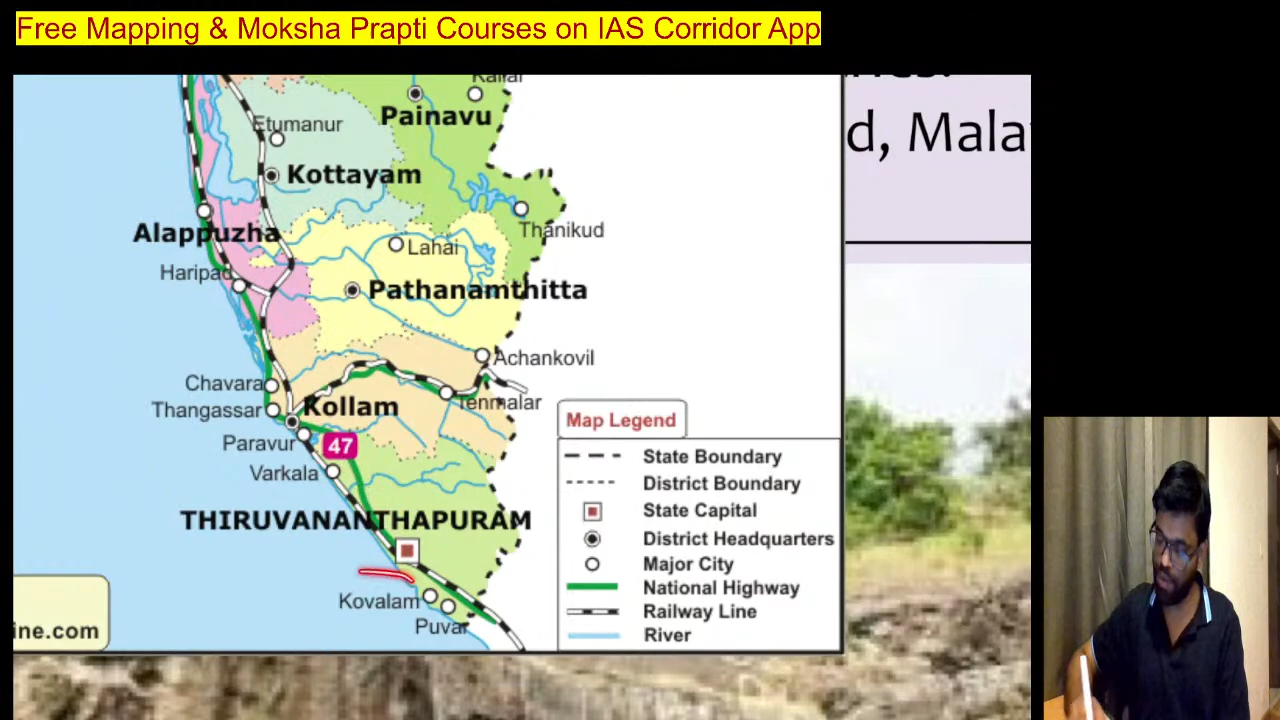 Free Mapping & Moksha Prapti Courses on IAS Corridor App
d, Mala
Painavu
Etumanur
Kottayam
Thanikud
Alappuzha
Lahai
Haripad
Pathanamthitta
Achankovil
Chavara
Tenmalar
Thangassar
Kollam
Paravur
47
Varkala
THIRUVANANTHAPURAM
Kovalam
Puvar
ine.com
Map Legend
State Boundary
District Boundary
State Capital
District Headquarters
Major City
National Highway
Railway Line
River